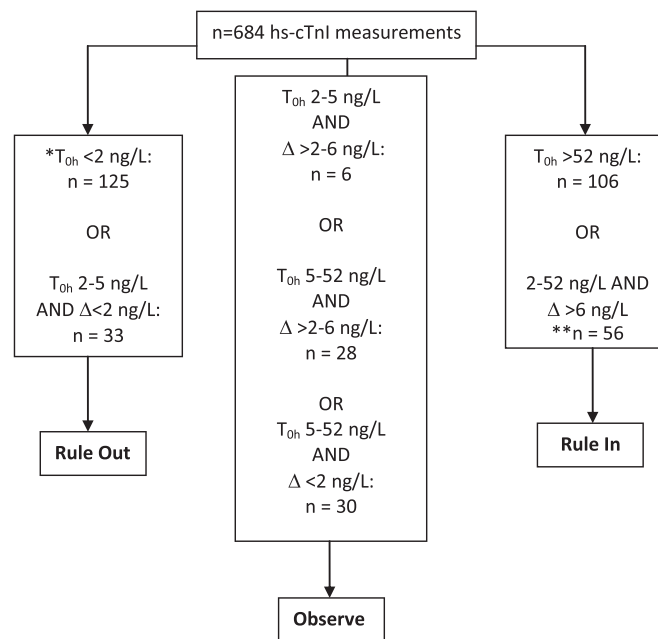 n=684 hs-cTnI measurements
*T0h <2 ng/L:
n = 125
OR
T0h 2-5 ng/L
AND Δ<2 ng/L:
n = 33
Rule Out
T0h 2-5 ng/L
AND
Δ >2-6 ng/L:
n = 6
OR
T0h 5-52 ng/L
AND
Δ >2-6 ng/L:
n = 28
OR
T0h 5-52 ng/L
AND
Δ <2 ng/L:
n = 30
Observe
T0h >52 ng/L:
n = 106
OR
2-52 ng/L AND
Δ >6 ng/L
**n = 56
Rule In